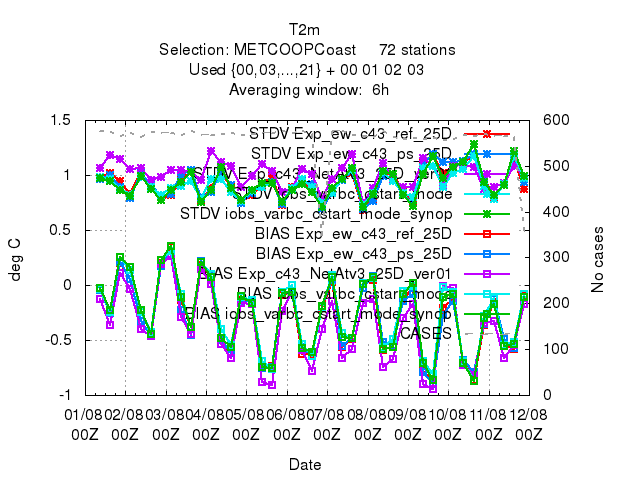 T2m
Selection: METCOOPCoast 72 stations
Used {00,03,...,21} + 00 01 02 03
Averaging window: 6h
STDV Exp_ew_c43_ref_25D
STDV Exp_ew_c43_ps_25D
STDV Exp_c43_NetAtv3_25D_ver01
STDV iobs_varbc_cstart_mode
STDV iobs_varbc_cstart_mode_synop
BIAS Exp_ew_c43_ref_25D
BIAS Exp_ew_c43_ps_25D
BIAS Exp_c43_NetAtv3_25D_ver01
BIAS iobs_varbc_cstart_mode
BIAS iobs_varbc_cstart_mode_synop
CASES
1.5
1
0.5
0
-0.5
-1
deg C
600
500
400
300
200
100
0
No cases
01/08 02/08 03/08 04/08 05/08 06/08 07/08 08/08 09/08 10/08 11/08 12/08
00Z 00Z 00Z 00Z 00Z 00Z 00Z 00Z 00Z 00Z 00Z 00Z
Date